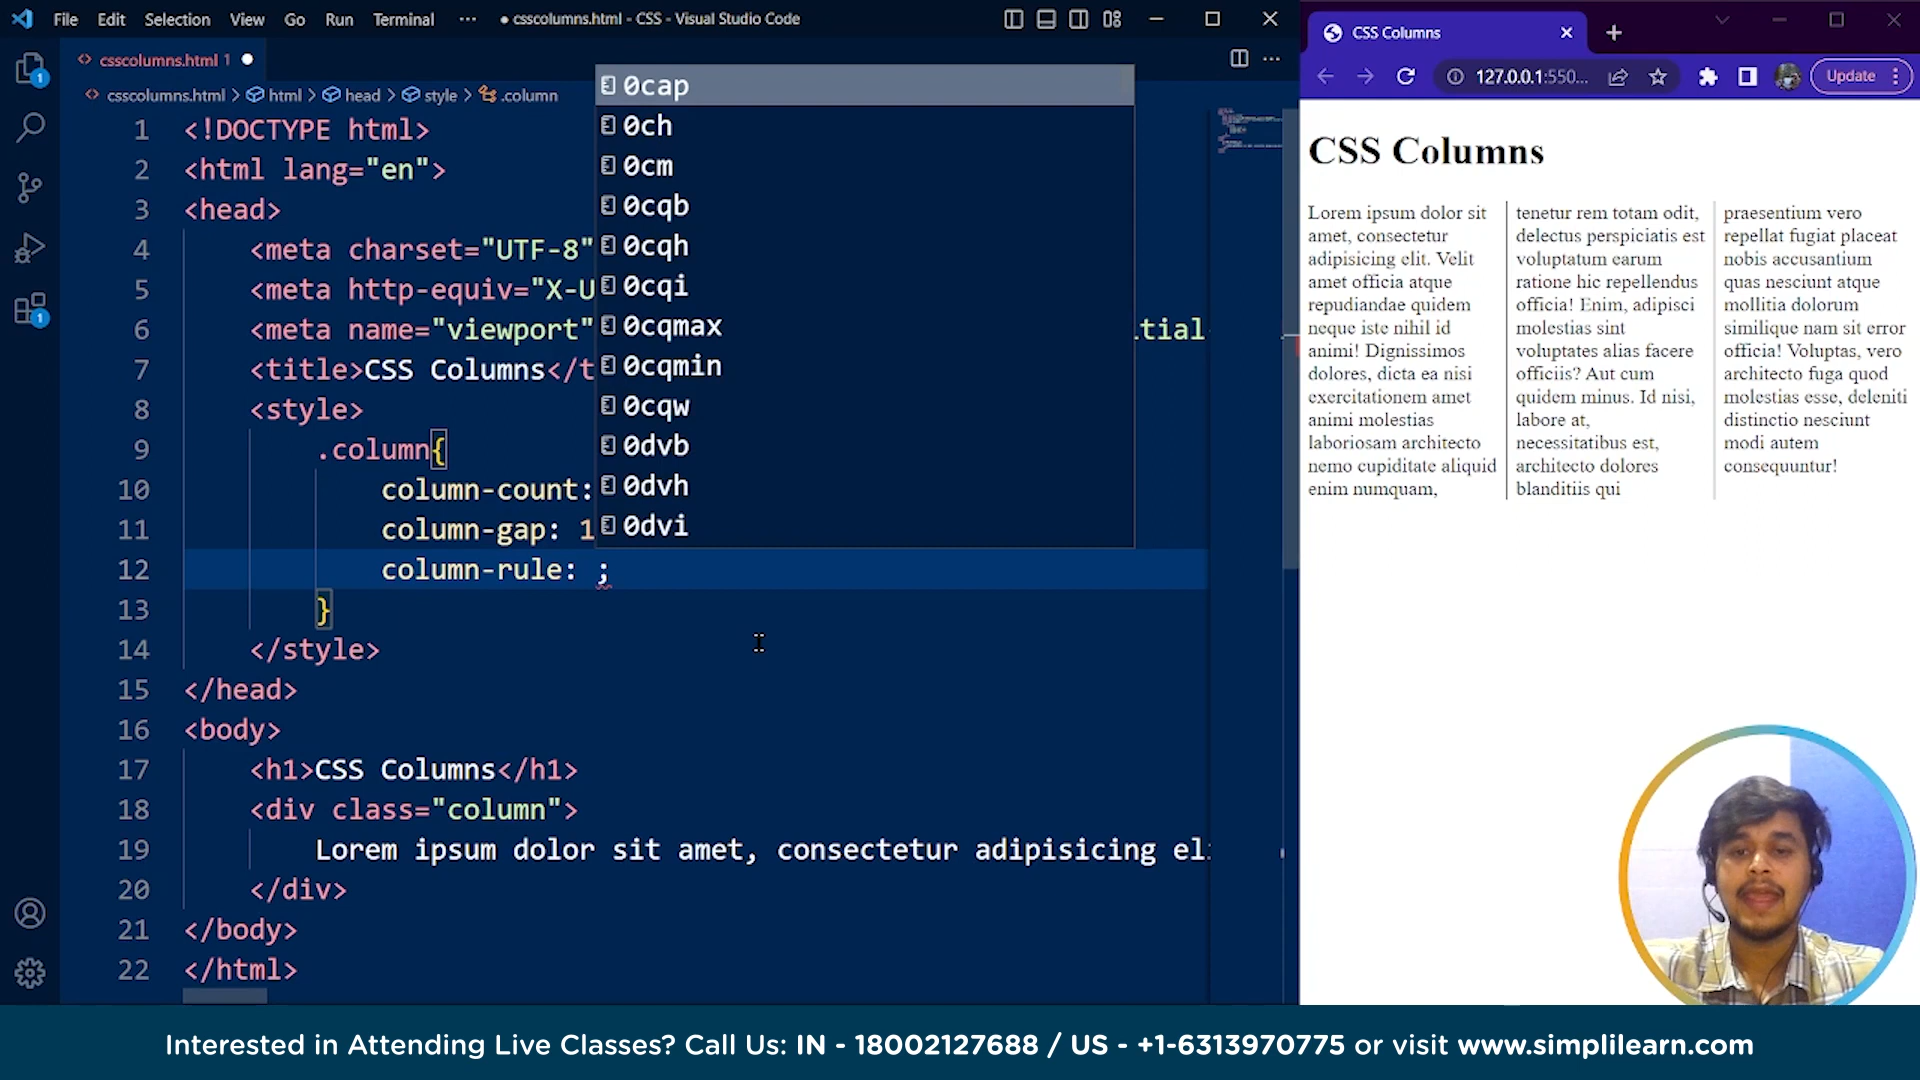 File Edit Selection View Go Run Terminal ··· ● csscolumns.html - CSS - Visual Studio Code
csscolumns.html 1
csscolumns.html > html > head > style > .column
1 <!DOCTYPE html>
2 <html lang="en">
3 <head>
4 <meta charset="UTF-8"
5 <meta http-equiv="X-U
6 <meta name="viewport" tial
7 <title>CSS Columns</t
8 <style>
9 .column{
10 column-count:
11 column-gap: 1
12 column-rule: ;
13 }
14 </style>
15 </head>
16 <body>
17 <h1>CSS Columns</h1>
18 <div class="column">
19 Lorem ipsum dolor sit amet, consectetur adipisicing el
20 </div>
21 </body>
22 </html>
0cap
0ch
0cm
0cqb
0cqh
0cqi
0cqmax
0cqmin
0cqw
0dvb
0dvh
0dvi
1
1
CSS Columns
127.0.0.1:550... Update
CSS Columns
Lorem ipsum dolor sit
amet, consectetur
adipisicing elit. Velit
amet officia atque
repudiandae quidem
neque iste nihil id
animi! Dignissimos
dolores, dicta ea nisi
exercitationem amet
animi molestias
laboriosam architecto
nemo cupiditate aliquid
enim numquam,
tenetur rem totam odit,
delectus perspiciatis est
voluptatum earum
ratione hic repellendus
officia! Enim, adipisci
molestias sint
voluptates alias facere
officiis? Aut cum
quidem minus. Id nisi,
labore at,
necessitatibus est,
architecto dolores
blanditiis qui
praesentium vero
repellat fugiat placeat
nobis accusantium
quas nesciunt atque
mollitia dolorum
similique nam sit error
officia! Voluptas, vero
architecto fuga quod
molestias esse, deleniti
distinctio nesciunt
modi autem
consequuntur!
Interested in Attending Live Classes? Call Us: IN - 18002127688 / US - +1-6313970775 or visit www.simplilearn.com